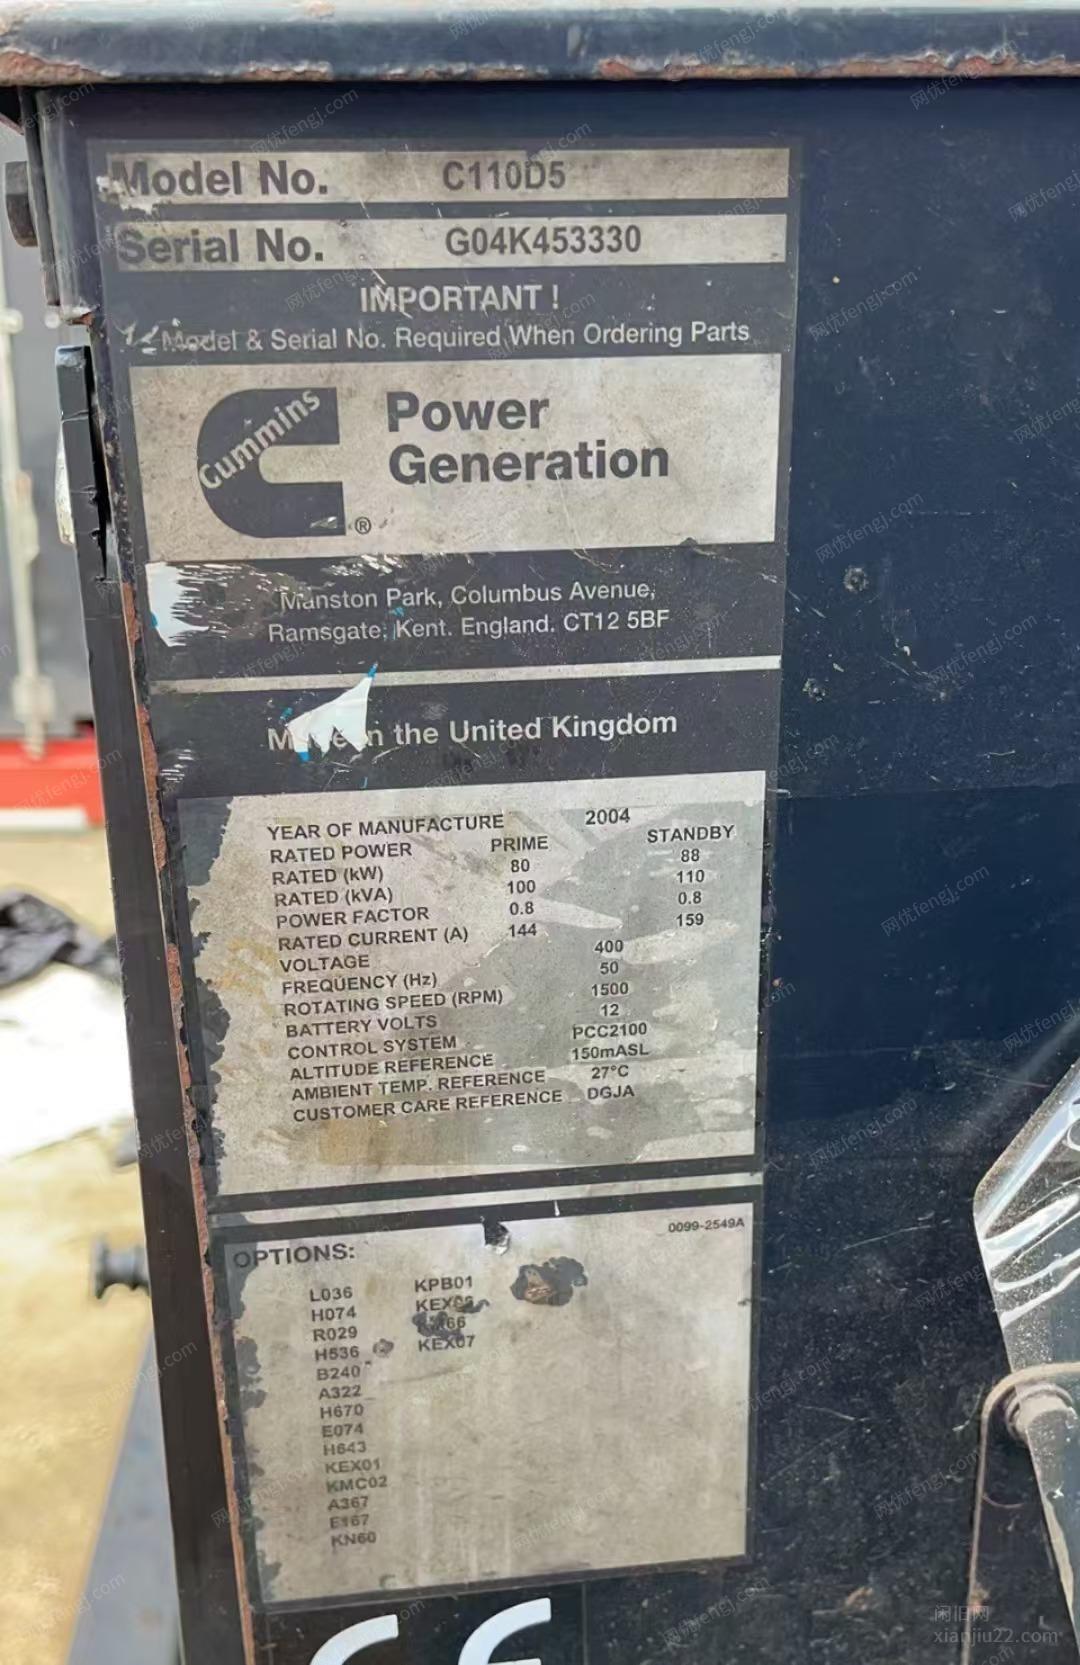 Model No. C110D5
Serial No. G04K453330
IMPORTANT !
Model & Serial No. Required When Ordering Parts
Cummins
Power
Generation
®
Manston Park, Columbus Avenue,
Ramsgate, Kent. England. CT12 5BF
Made in the United Kingdom
YEAR OF MANUFACTURE 2004
RATED POWER PRIME STANDBY
RATED (kW) 80 88
RATED (kVA) 100 110
POWER FACTOR 0.8 0.8
RATED CURRENT (A) 144 159
VOLTAGE 400
FREQUENCY (Hz) 50
ROTATING SPEED (RPM) 1500
BATTERY VOLTS 12
CONTROL SYSTEM PCC2100
ALTITUDE REFERENCE 150mASL
AMBIENT TEMP. REFERENCE 27°C
CUSTOMER CARE REFERENCE DGJA
0099-2549A
OPTIONS:
L036 KPB01
H074
R029
H536 KEX07
B240
A322
H670
E074
H643
KEX01
KMC02
A367
E167
KN60
CE
闲旧网
xianjiu22.com
网优fengj.com